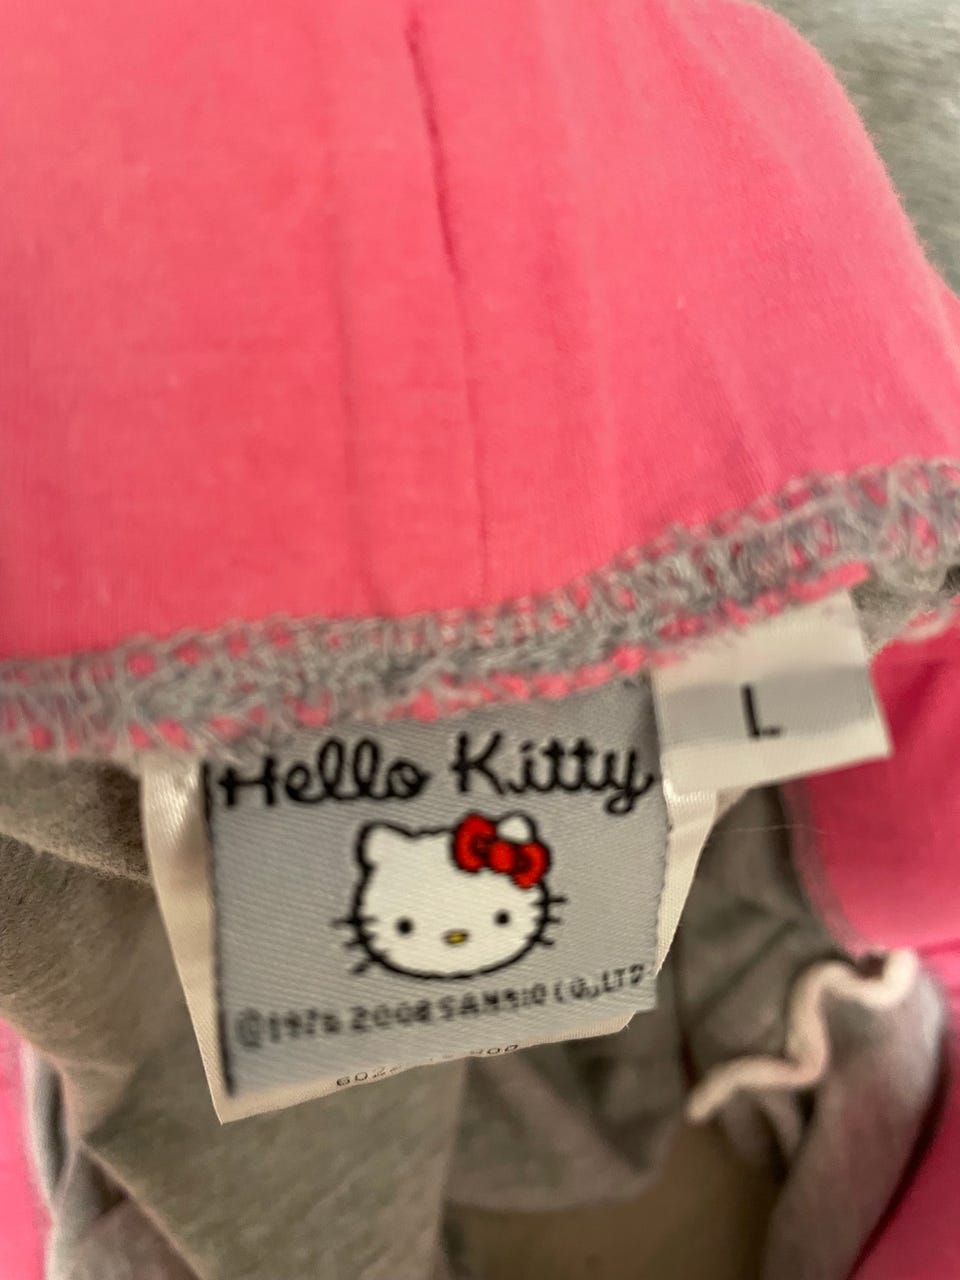 Hello Kitty
L
©1976 2008 SANRIO CO.,LTD.